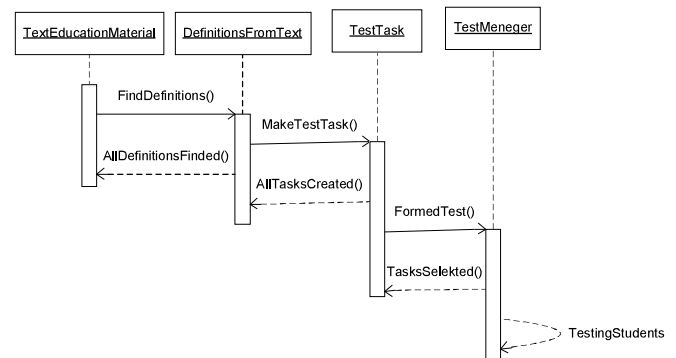 TextEducationMaterial
DefinitionsFromText
TestTask
TestMeneger
FindDefinitions()
MakeTestTask()
AllDefinitionsFinded()
AllTasksCreated()
FormedTest()
TasksSelekted()
TestingStudents